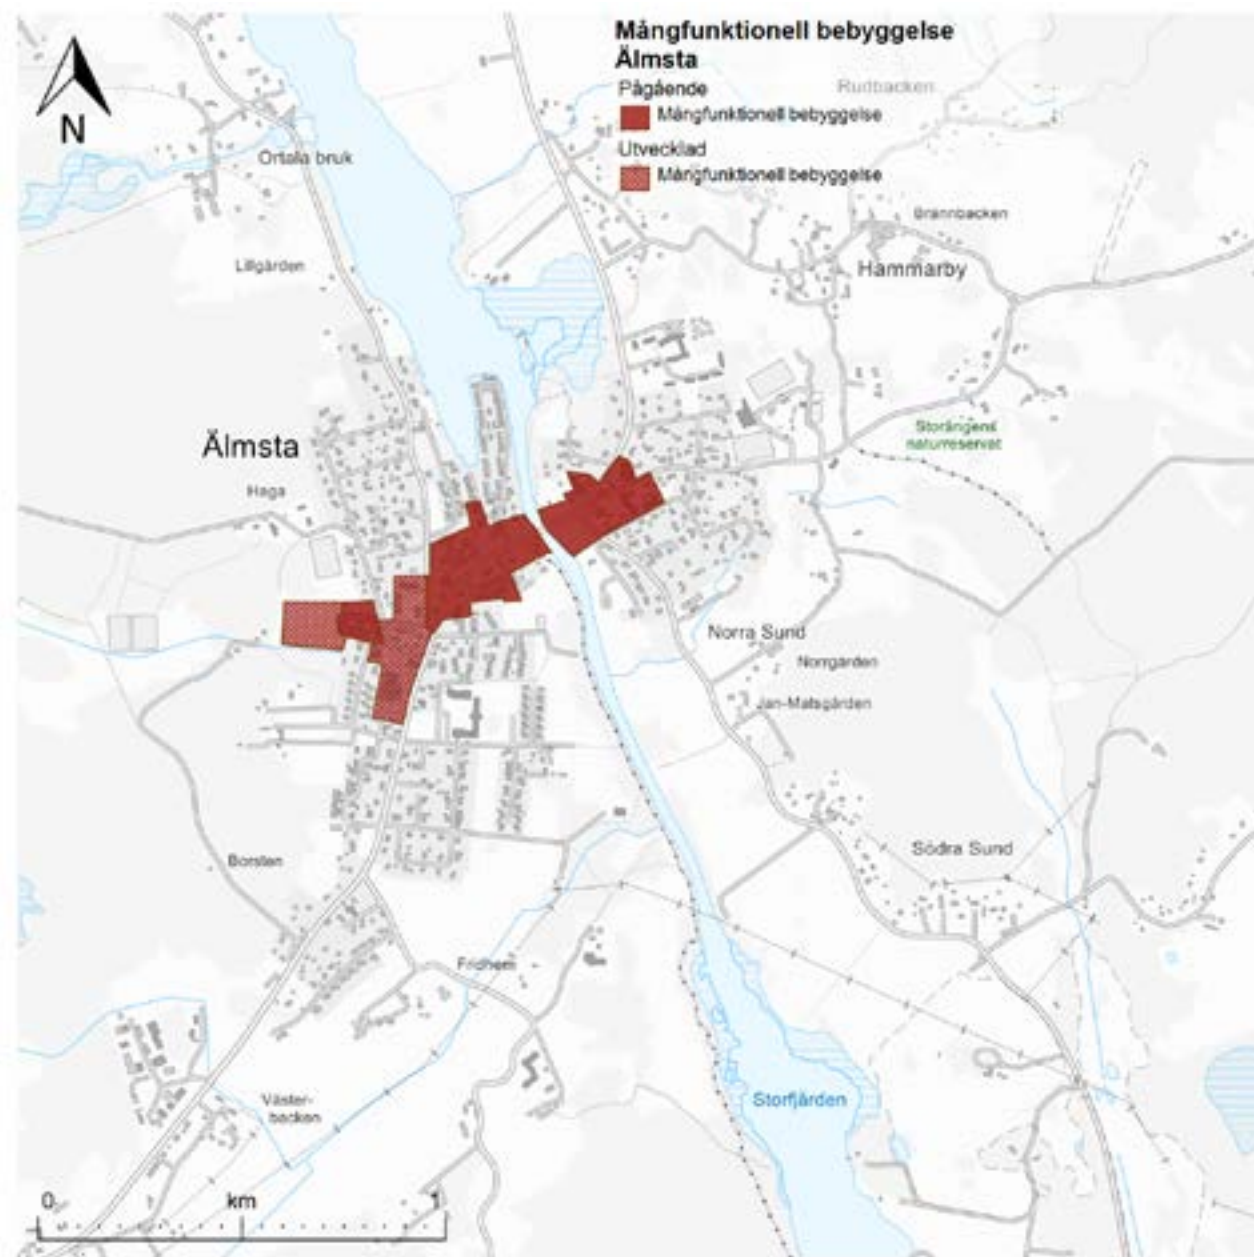 Mångfunktionell bebyggelse
Älmsta
Pågående
Mångfunktionell bebyggelse
Utvecklad
Mångfunktionell bebyggelse
N
Rudbacken
Ortala bruk
Brännbacken
Lillgården
Hammarby
Älmsta
Storängens
naturreservat
Haga
Norra Sund
Norrgården
Jan-Matsgården
Södra Sund
Borsten
Fridhem
Väster-
backen
Storfjärden
0 km 1